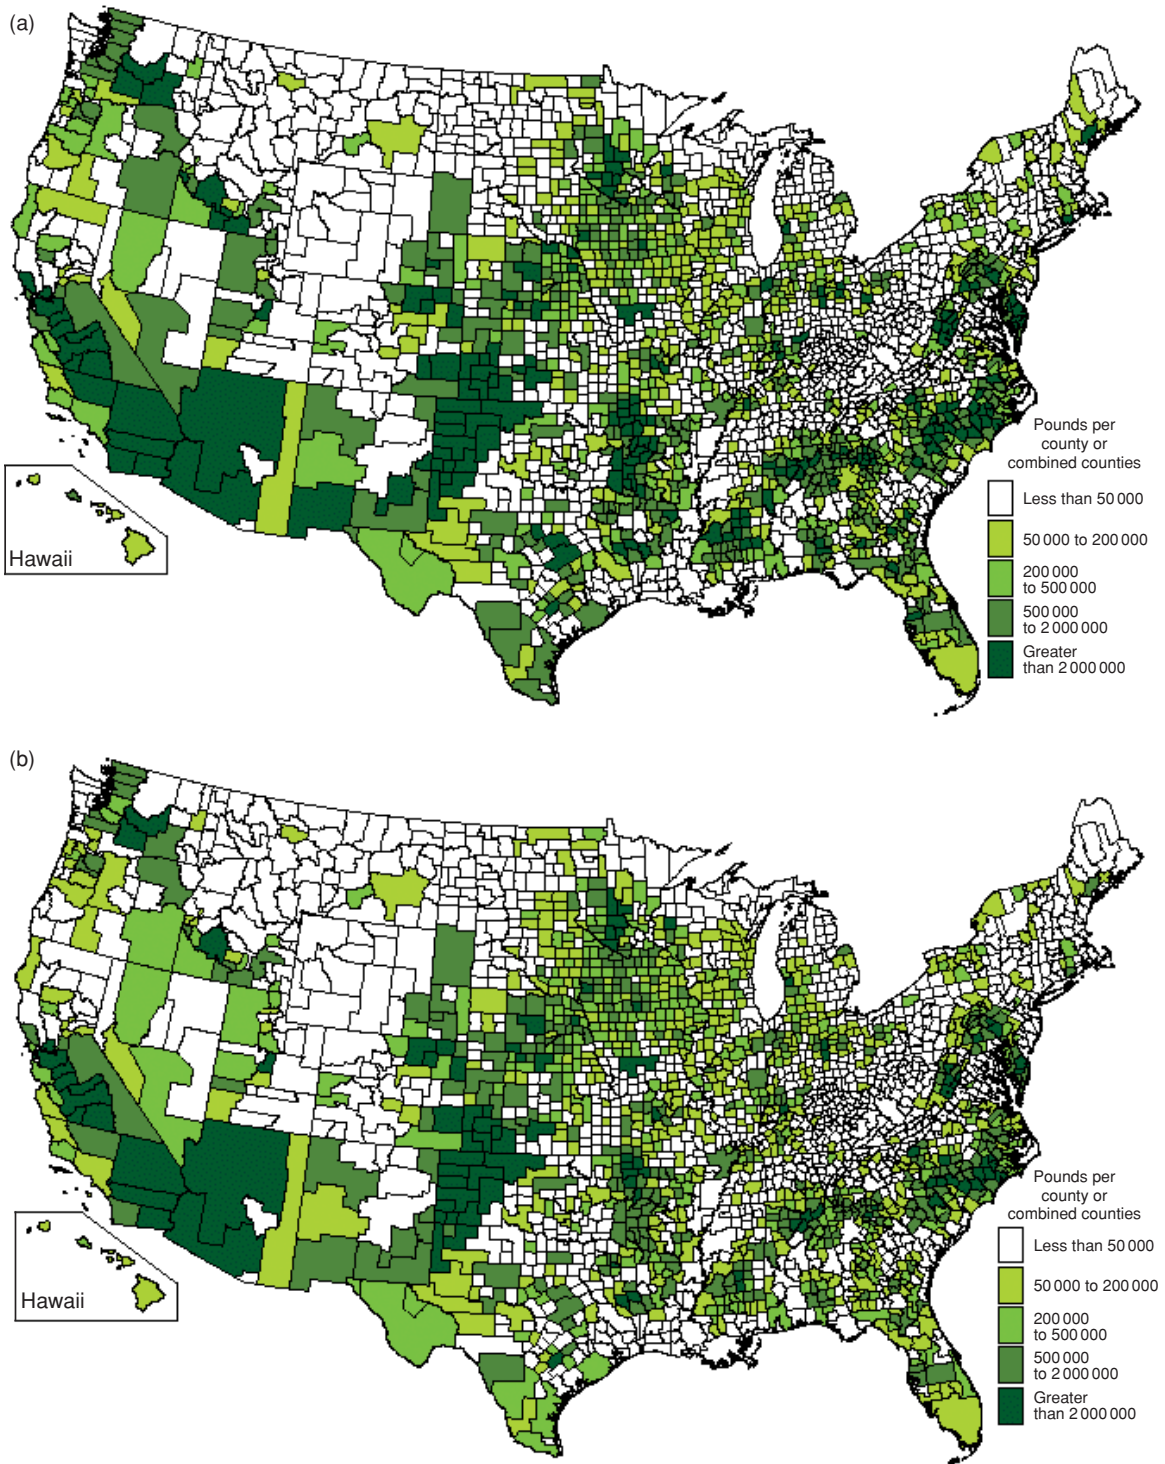 (a)
Hawaii
Pounds per
county or
combined counties
Less than 50 000
50 000 to 200 000
200 000
to 500 000
500 000
to 2 000 000
Greater
than 2 000 000
(b)
Hawaii
Pounds per
county or
combined counties
Less than 50 000
50 000 to 200 000
200 000
to 500 000
500 000
to 2 000 000
Greater
than 2 000 000